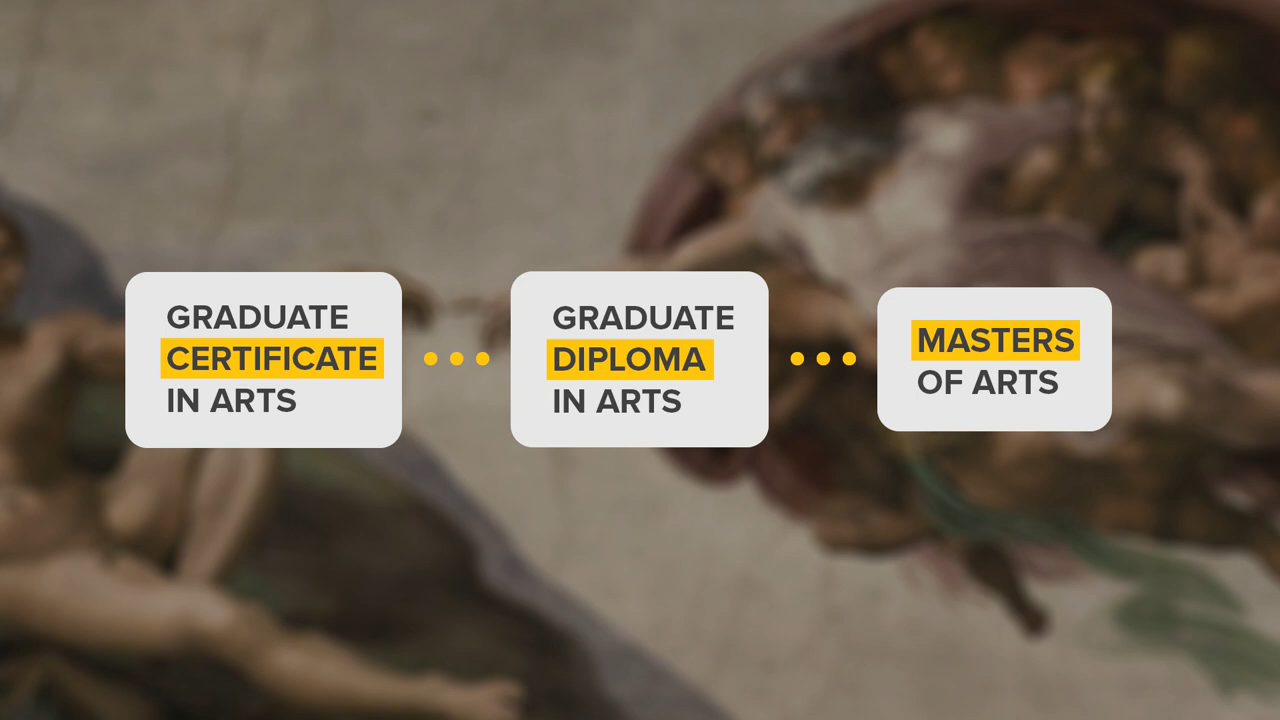 GRADUATE
CERTIFICATE
IN ARTS
GRADUATE
DIPLOMA
IN ARTS
MASTERS
OF ARTS